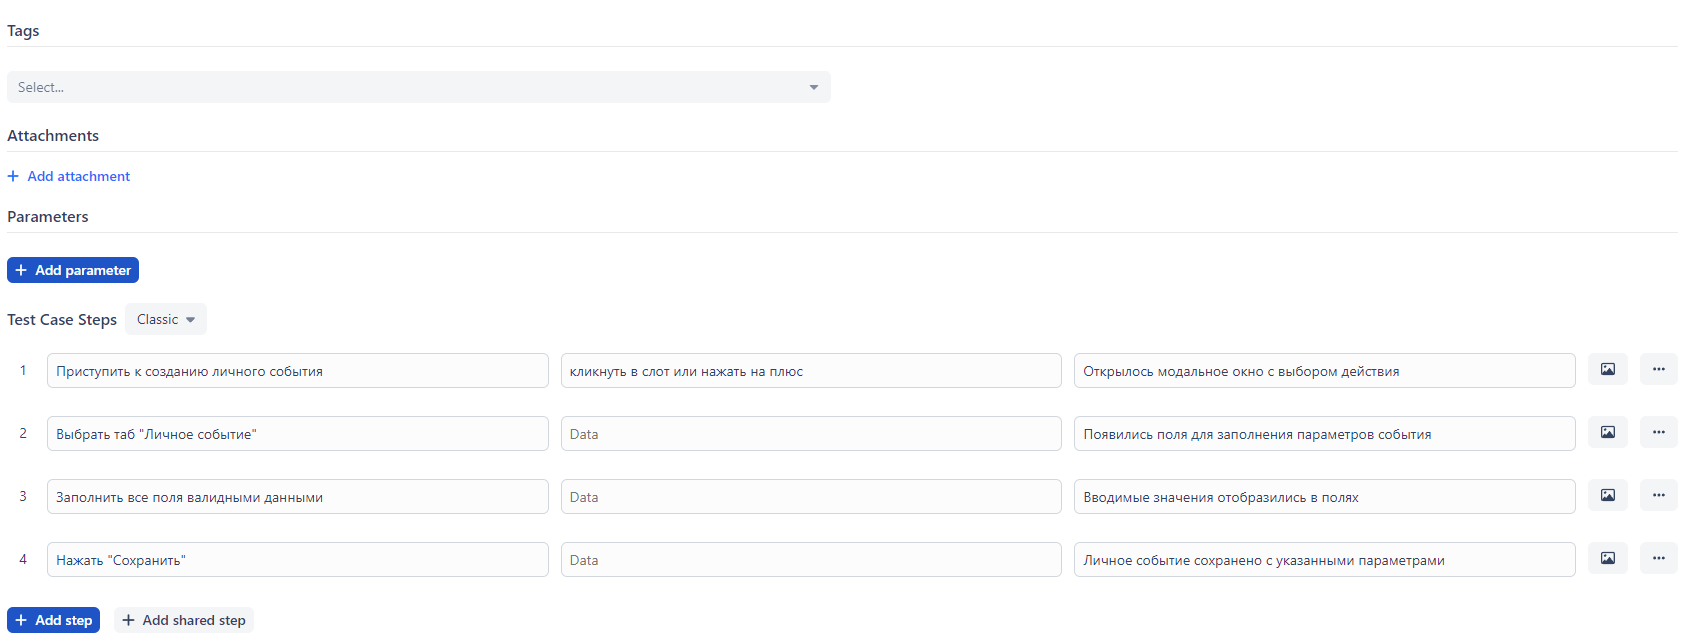 Tags
Select...
Attachments
+ Add attachment
Parameters
+ Add parameter
Test Case Steps Classic
1 Приступить к созданию личного события кликнуть в слот или нажать на плюс Открылось модальное окно с выбором действия
2 Выбрать таб "Личное событие" Data Появились поля для заполнения параметров события
3 Заполнить все поля валидными данными Data Вводимые значения отобразились в полях
4 Нажать "Сохранить" Data Личное событие сохранено с указанными параметрами
+ Add step + Add shared step